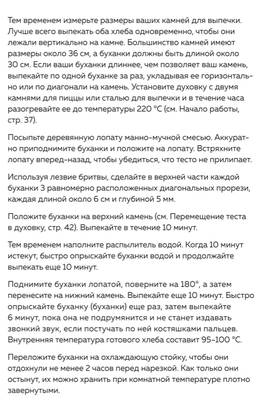 Тем временем измерьте размеры ваших камней для выпечки.
Лучше всего выпекать оба хлеба одновременно, чтобы они
лежали вертикально на камне. Большинство камней имеют
размеры около 36 см, а буханки должны быть длиной около
30 см. Если ваши буханки длиннее, чем позволяет ваш камень,
выпекайте по одной буханке за раз, укладывая ее горизонталь-
но или по диагонали на камень. Установите духовку с двумя
камнями для пиццы или сталью для выпечки и в течение часа
разогревайте ее до температуры 220 °C (см. Начало работы,
стр. 37).
Посыпьте деревянную лопату манно-мучной смесью. Аккурат-
но приподнимите буханки и положите на лопату. Встряхните
лопату вперед-назад, чтобы убедиться, что тесто не прилипает.
Используя лезвие бритвы, сделайте в верхней части каждой
буханки 3 равномерно расположенных диагональных прорези,
каждая длиной около 6 см и глубиной 5 мм.
Положите буханки на верхний камень (см. Перемещение теста
в духовку, стр. 42). Выпекайте в течение 10 минут.
Тем временем наполните распылитель водой. Когда 10 минут
истекут, быстро опрыскайте буханки водой и продолжайте
выпекать еще 10 минут.
Поднимите буханки лопатой, поверните на 180°, а затем
перенесите на нижний камень. Выпекайте еще 10 минут. Быстро
опрыскайте буханку (буханки) еще раз, затем выпекайте
6 минут, пока она не подрумянится и не станет издавать
звонкий звук, если постучать по ней костяшками пальцев.
Внутренняя температура готового хлеба составит 95–100 °C.
Переложите буханки на охлаждающую стойку, чтобы они
отдохнули не менее 2 часов перед нарезкой. Как только они
остынут, их можно хранить при комнатной температуре плотно
завернутыми.